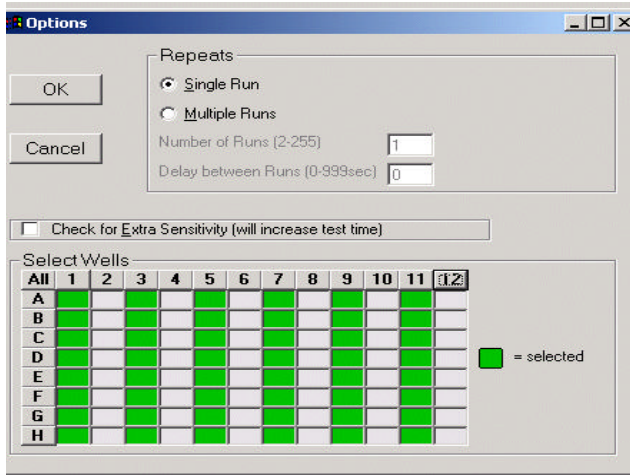 Options
Repeats
OK
Single Run
Multiple Runs
Number of Runs (2-255) 1
Cancel
Delay between Runs (0-999sec) 0
Check for Extra Sensitivity (will increase test time)
Select Wells
All 1 2 3 4 5 6 7 8 9 10 11 12
A
B
C
D = selected
E
F
G
H